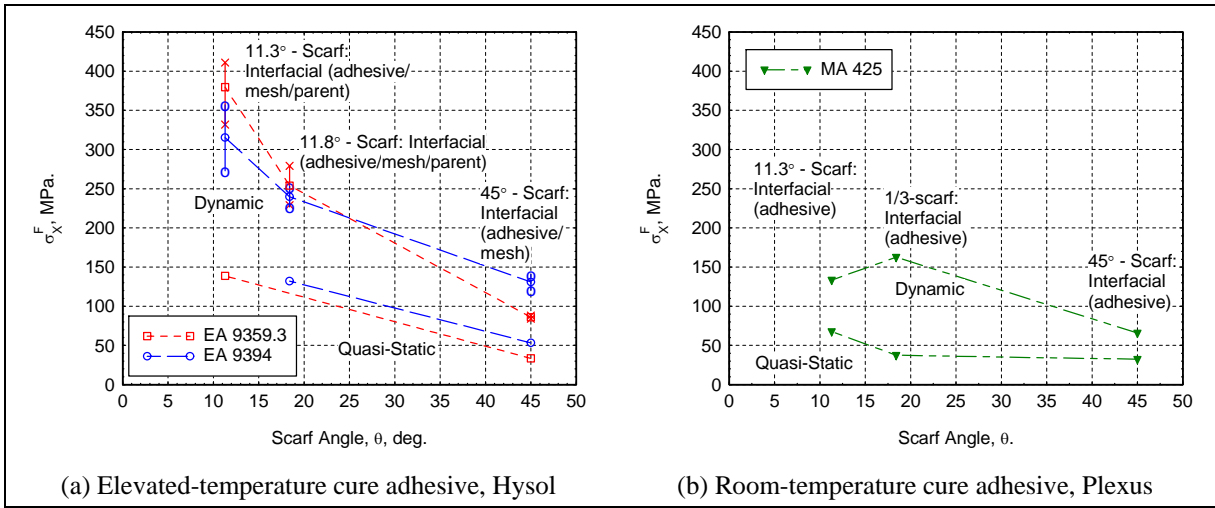 450
400
350
300
250
200
150
100
50
0
σX^F, MPa.
11.3° - Scarf:
Interfacial (adhesive/
mesh/parent)
11.8° - Scarf: Interfacial
(adhesive/mesh/parent)
Dynamic
45° - Scarf:
Interfacial
(adhesive/
mesh)
EA 9359.3
EA 9394
Quasi-Static
0 5 10 15 20 25 30 35 40 45 50
Scarf Angle, θ, deg.
(a) Elevated-temperature cure adhesive, Hysol
450
400
350
300
250
200
150
100
50
0
σX^F, MPa.
MA 425
11.3° - Scarf:
Interfacial
(adhesive)
1/3-scarf:
Interfacial
(adhesive)
Dynamic
45° - Scarf:
Interfacial
(adhesive)
Quasi-Static
0 5 10 15 20 25 30 35 40 45 50
Scarf Angle, θ.
(b) Room-temperature cure adhesive, Plexus